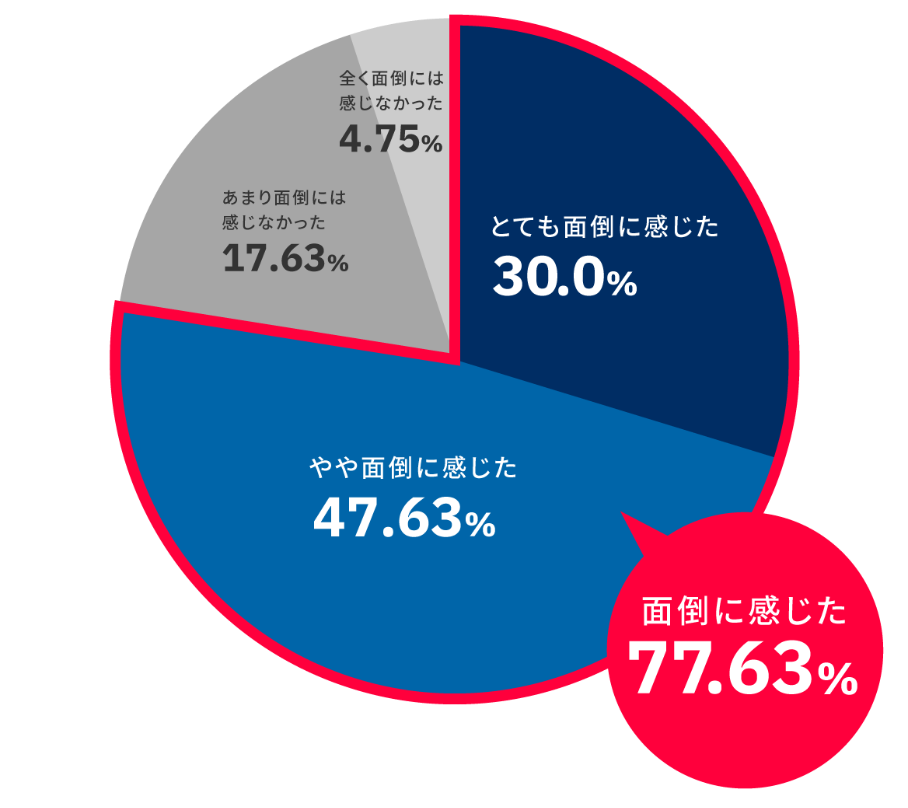 全く面倒には
感じなかった
4.75%
あまり面倒には
感じなかった
17.63%
とても面倒に感じた
30.0%
やや面倒に感じた
47.63%
面倒に感じた
77.63%